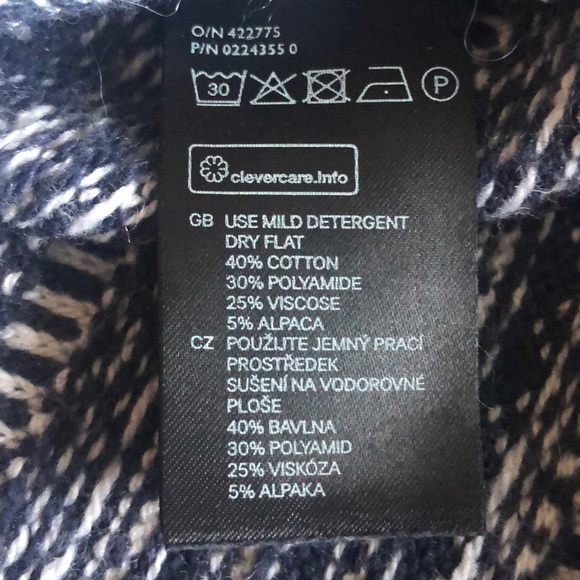 O/N 422775
P/N 0224355 0
30 P
clevercare.info
GB USE MILD DETERGENT
DRY FLAT
40% COTTON
30% POLYAMIDE
25% VISCOSE
5% ALPACA
CZ POUŽIJTE JEMNÝ PRACÍ
PROSTŘEDEK
SUŠENÍ NA VODOROVNÉ
PLOŠE
40% BAVLNA
30% POLYAMID
25% VISKÓZA
5% ALPAKA